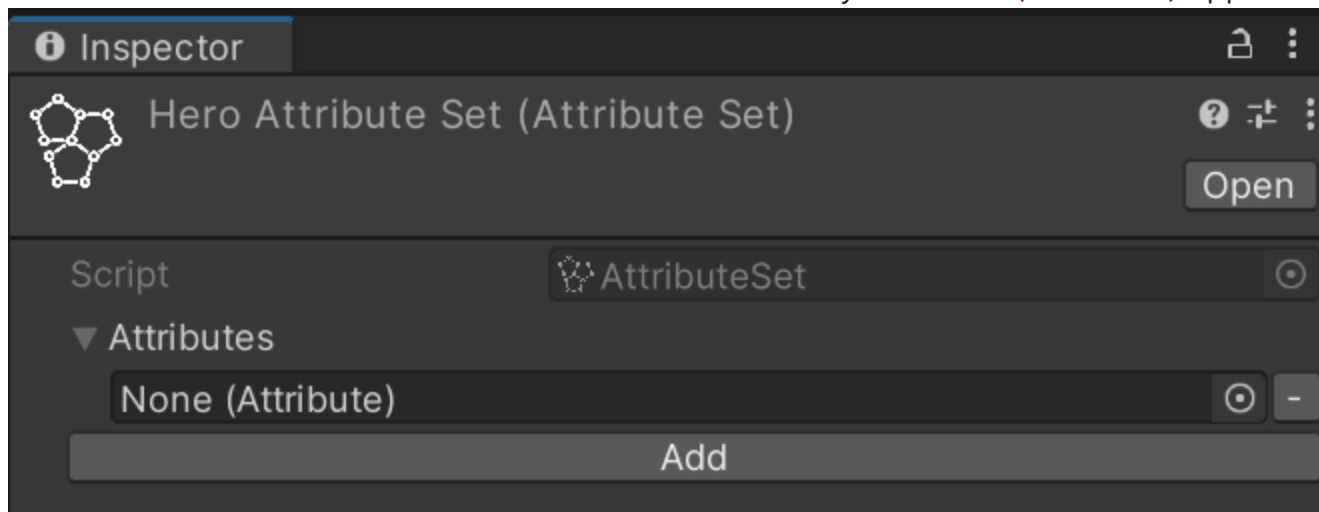 Inspector
Hero Attribute Set (Attribute Set)
Open
Script AttributeSet
Attributes
None (Attribute) -
Add